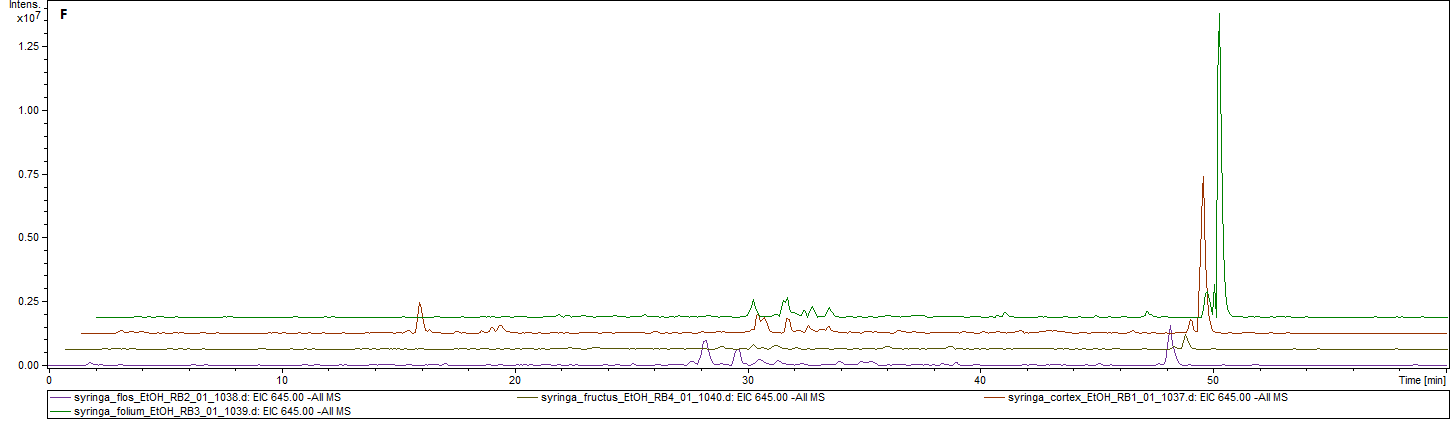 Intens.
x10⁷
F
1.25
1.00
0.75
0.50
0.25
0.00
0 10 20 30 40 50 Time [min]
syringa_flos_EtOH_RB2_01_1038.d: EIC 645.00 -All MS syringa_fructus_EtOH_RB4_01_1040.d: EIC 645.00 -All MS syringa_cortex_EtOH_RB1_01_1037.d: EIC 645.00 -All MS
syringa_folium_EtOH_RB3_01_1039.d: EIC 645.00 -All MS